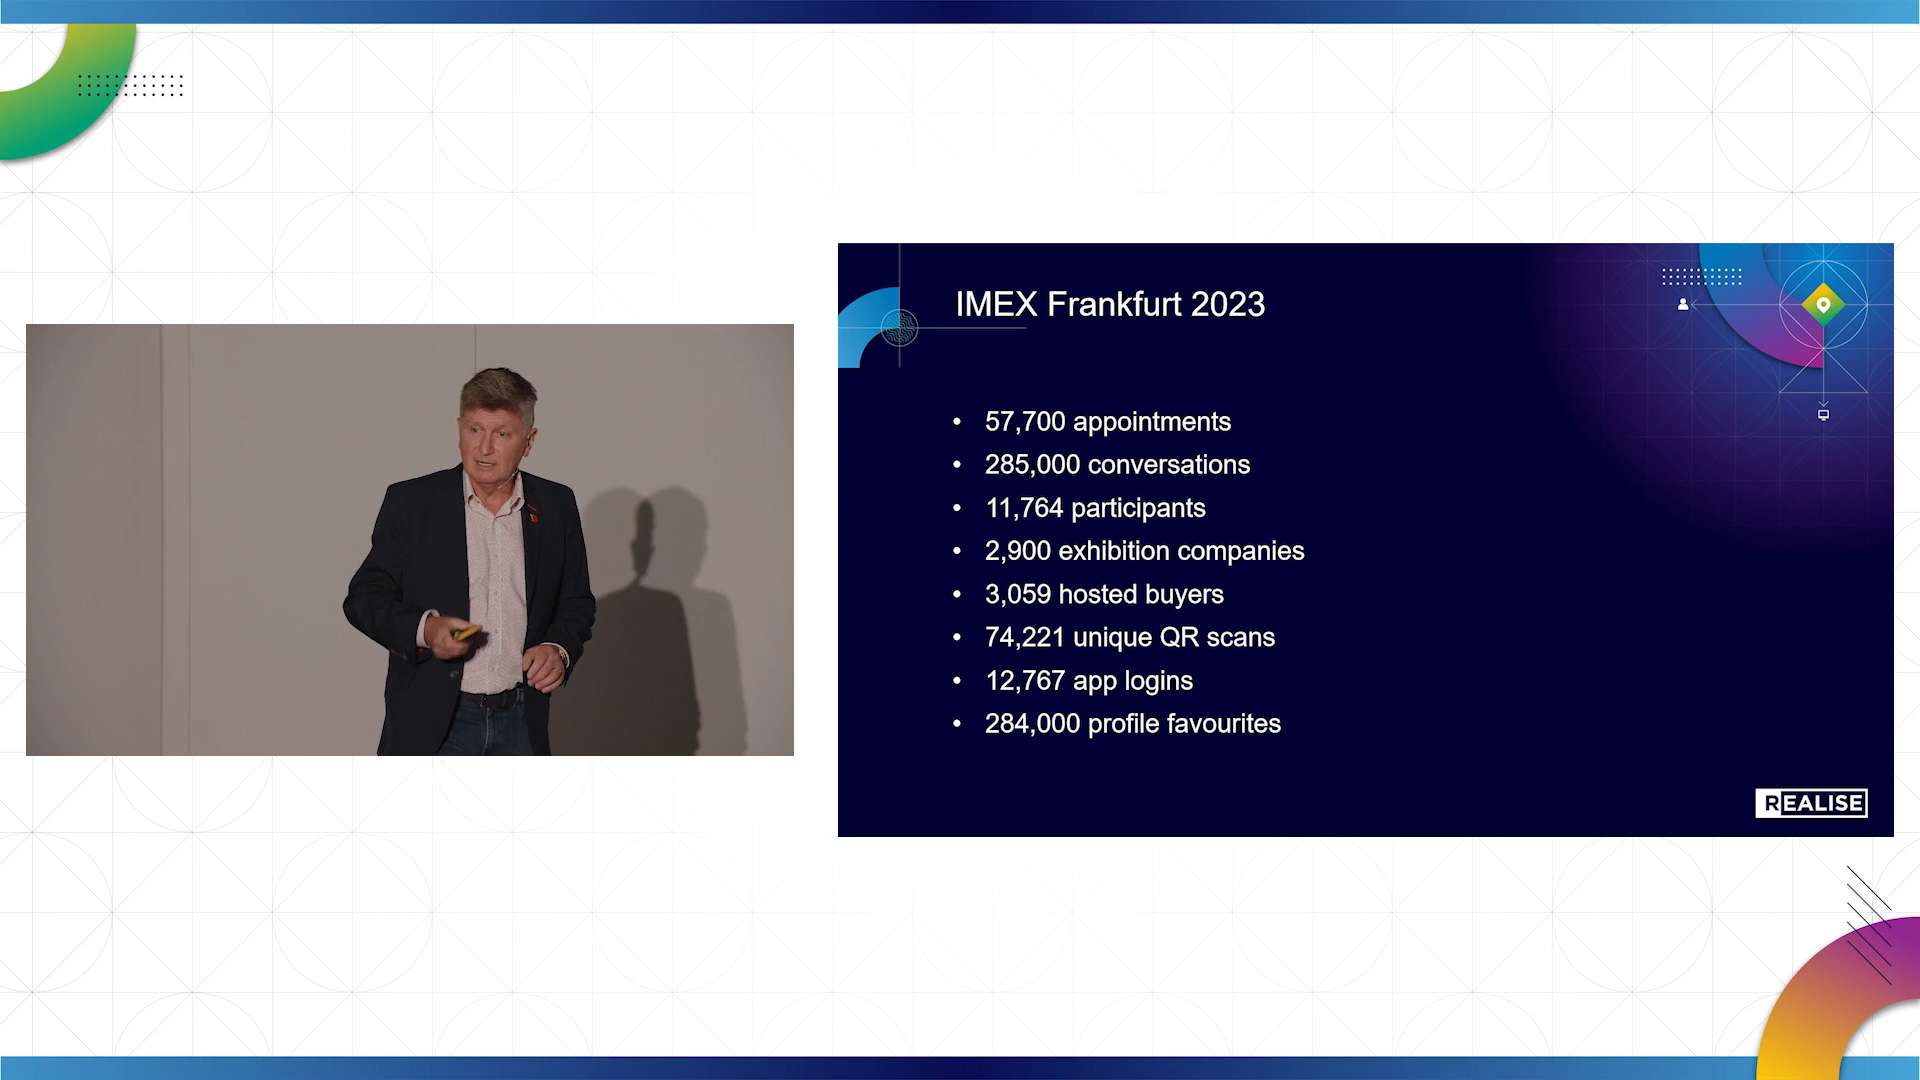 IMEX Frankfurt 2023
• 57,700 appointments
• 285,000 conversations
• 11,764 participants
• 2,900 exhibition companies
• 3,059 hosted buyers
• 74,221 unique QR scans
• 12,767 app logins
• 284,000 profile favourites
REALISE